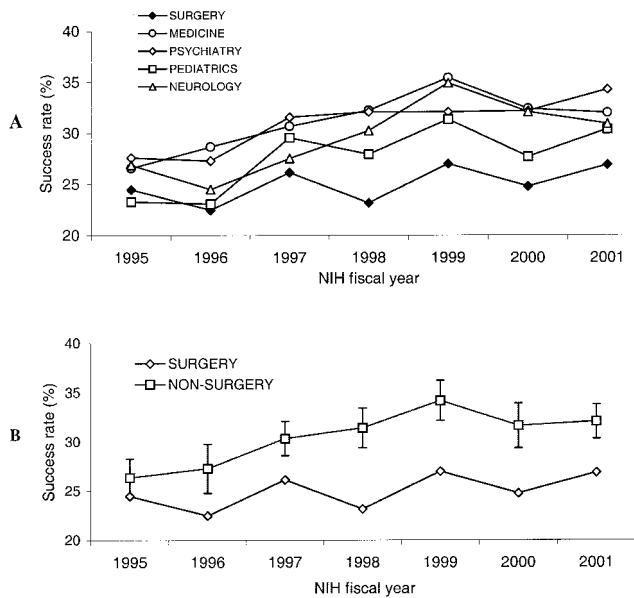 SURGERY
MEDICINE
PSYCHIATRY
PEDIATRICS
NEUROLOGY
A
Success rate (%)
40
35
30
25
20
1995 1996 1997 1998 1999 2000 2001
NIH fiscal year
SURGERY
NON-SURGERY
B
Success rate (%)
40
35
30
25
20
1995 1996 1997 1998 1999 2000 2001
NIH fiscal year